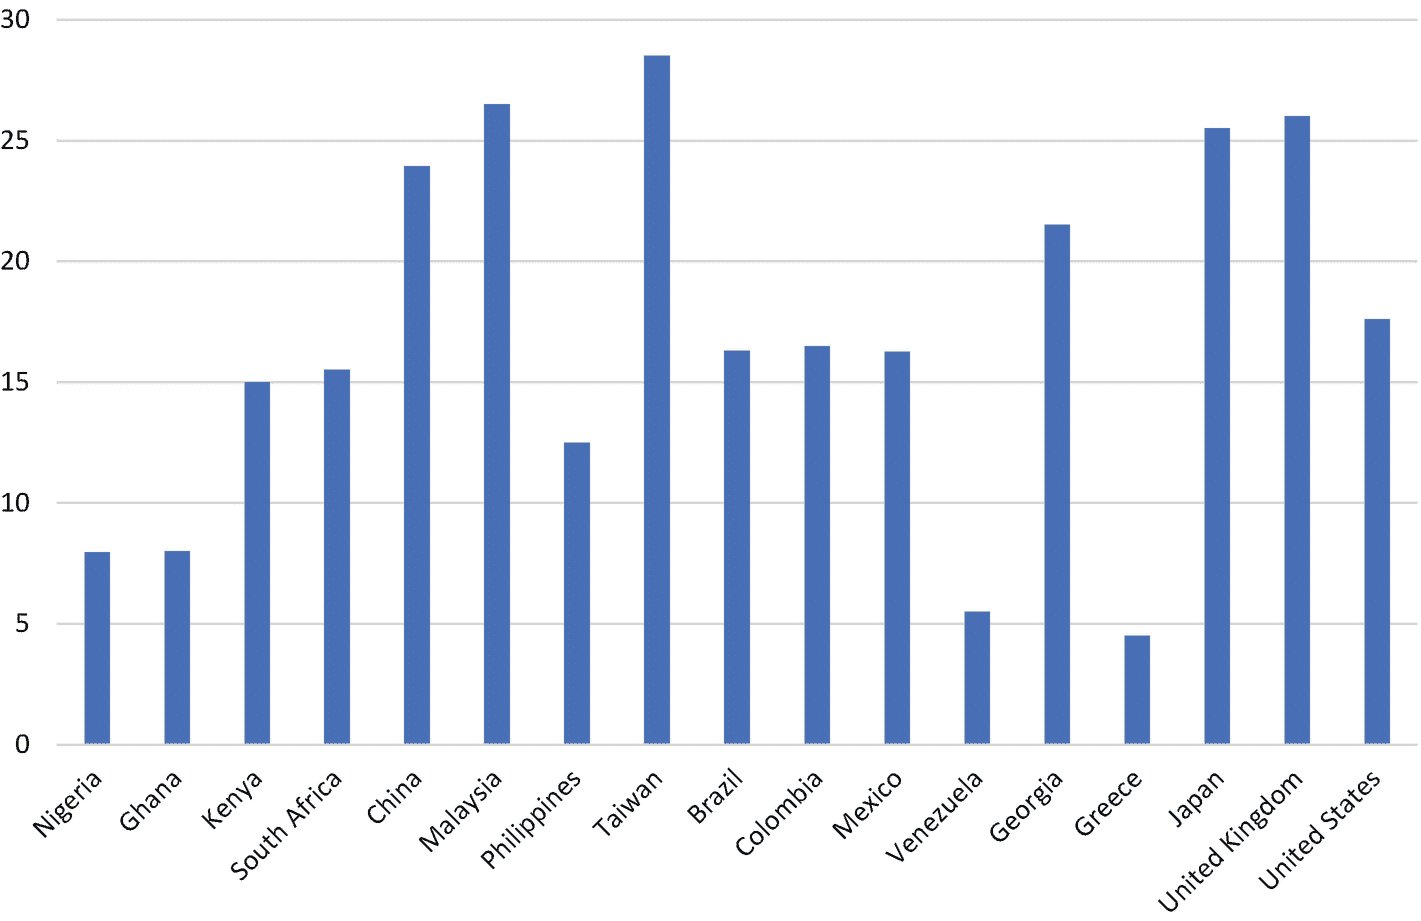 30
25
20
15
10
5
0
Nigeria
Ghana
Kenya
South Africa
China
Malaysia
Philippines
Taiwan
Brazil
Colombia
Mexico
Venezuela
Georgia
Greece
Japan
United Kingdom
United States